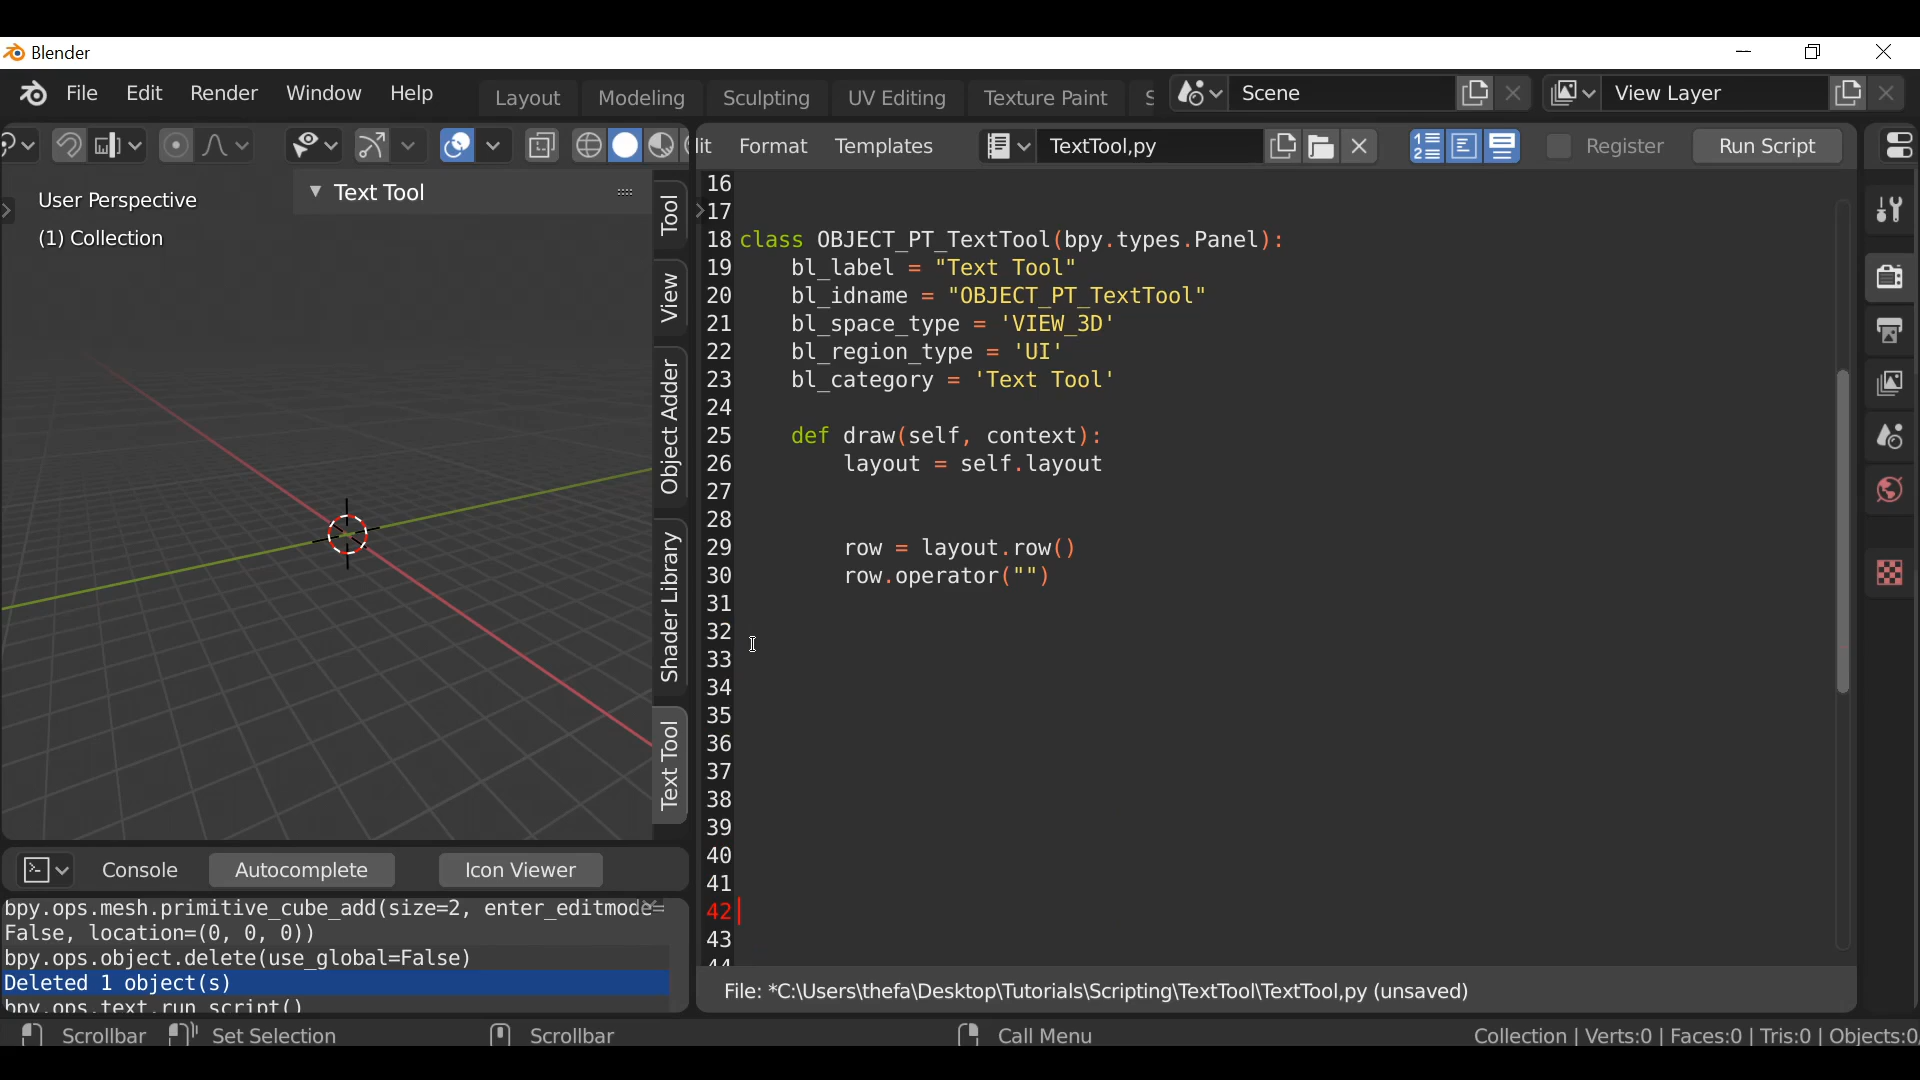 Blender
File Edit Render Window Help Layout Modeling Sculpting UV Editing Texture Paint S Scene View Layer
lit Format Templates TextTool,py Register Run Script
User Perspective
(1) Collection
Text Tool
Tool
View
Object Adder
Shader Library
Text Tool
16
17
18 class OBJECT_PT_TextTool(bpy.types.Panel):
19 bl_label = "Text Tool"
20 bl_idname = "OBJECT_PT_TextTool"
21 bl_space_type = 'VIEW_3D'
22 bl_region_type = 'UI'
23 bl_category = 'Text Tool'
24
25 def draw(self, context):
26 layout = self.layout
27
28
29 row = layout.row()
30 row.operator("")
31
32
33
34
35
36
37
38
39
40
41
42
43
44
Console Autocomplete Icon Viewer
bpy.ops.mesh.primitive_cube_add(size=2, enter_editmode=
False, location=(0, 0, 0))
bpy.ops.object.delete(use_global=False)
Deleted 1 object(s)
bpy.ops.text.run_script()
File: *C:\Users\thefa\Desktop\Tutorials\Scripting\TextTool\TextTool,py (unsaved)
Scrollbar Set Selection Scrollbar Call Menu Collection | Verts:0 | Faces:0 | Tris:0 | Objects:0